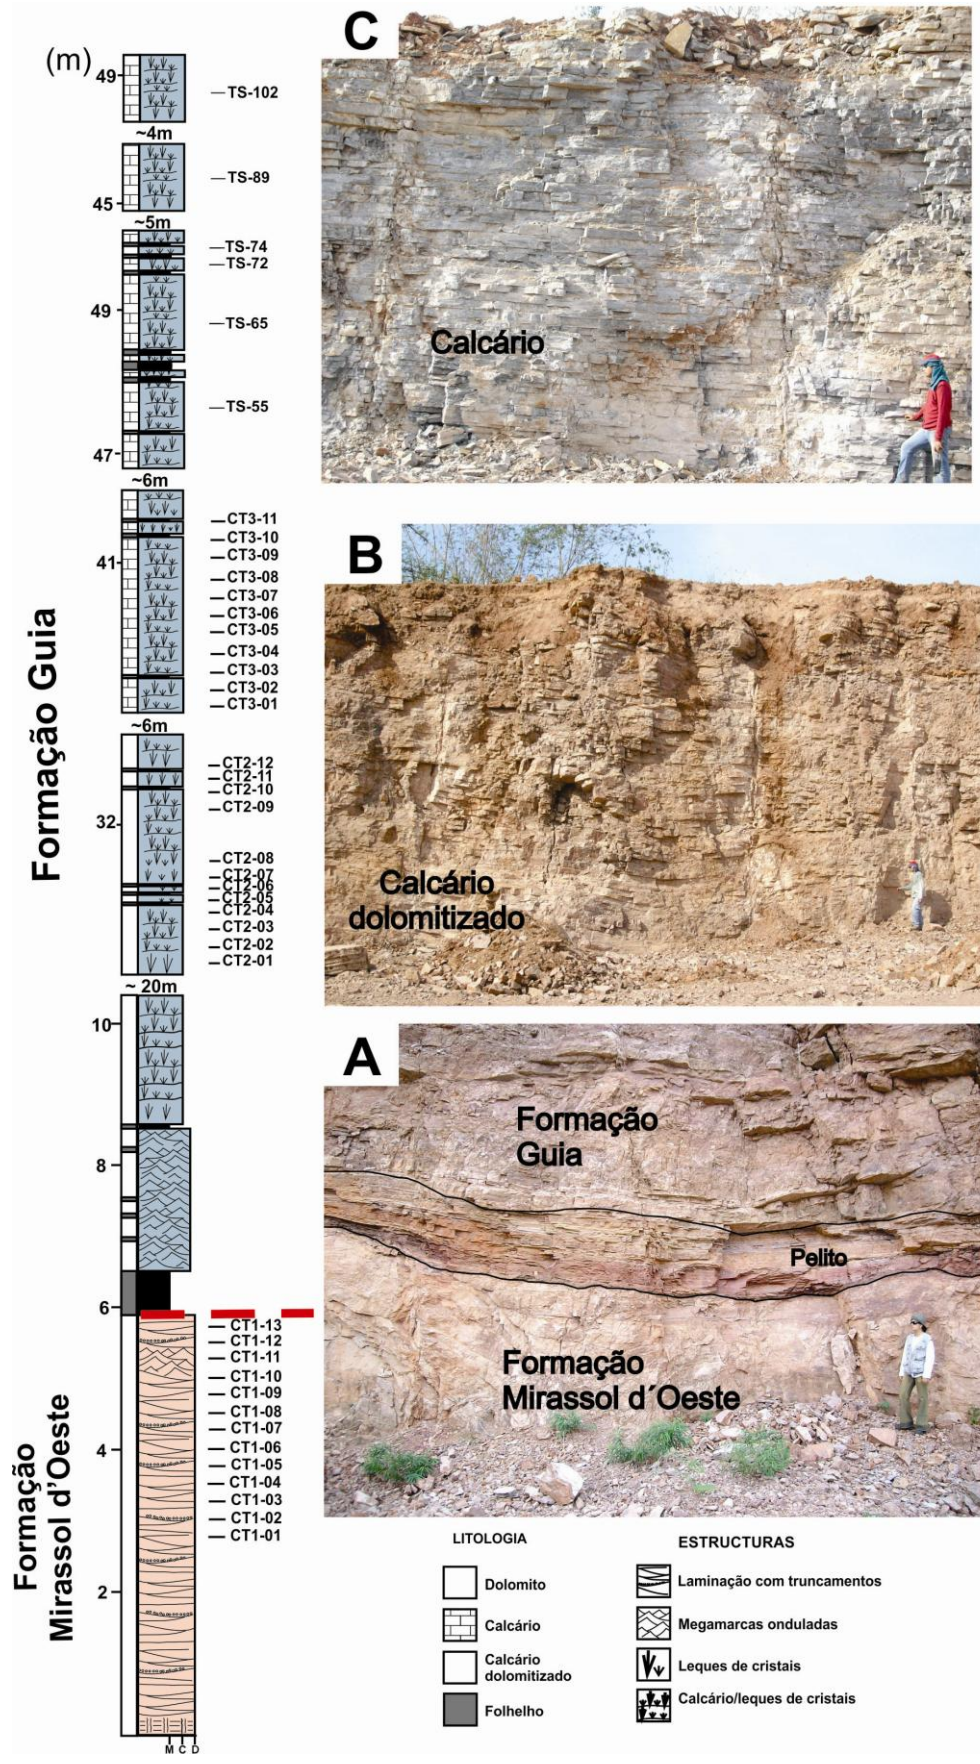 (m)
49
TS-102
~4m
TS-89
45
~5m
TS-74
TS-72
49
TS-65
TS-55
47
~6m
CT3-11
CT3-10
41
CT3-09
CT3-08
CT3-07
CT3-06
CT3-05
CT3-04
CT3-03
CT3-02
CT3-01
~6m
CT2-12
CT2-11
CT2-10
CT2-09
32
CT2-08
CT2-07
CT2-06
CT2-05
CT2-04
CT2-03
CT2-02
CT2-01
~ 20m
10
8
6
CT1-13
CT1-12
CT1-11
CT1-10
CT1-09
CT1-08
CT1-07
4
CT1-06
CT1-05
CT1-04
CT1-03
CT1-02
CT1-01
2
M C D
Formação Guia
Formação
Mirassol d'Oeste
C
Calcário
B
Calcário
dolomitizado
A
Formação
Guia
Pelito
Formação
Mirassol d´Oeste
LITOLOGIA
Dolomito
Calcário
Calcário
dolomitizado
Folhelho
ESTRUCTURAS
Laminação com truncamentos
Megamarcas onduladas
Leques de cristais
Calcário/leques de cristais